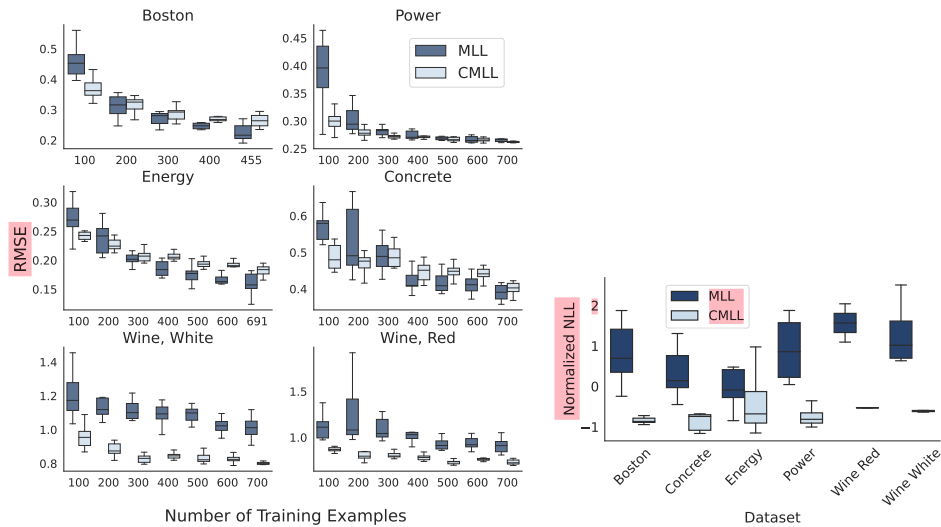 Boston
0.5
0.4
0.3
0.2
100 200 300 400 455
Power
MLL
CMLL
0.45
0.40
0.35
0.30
0.25
100 200 300 400 500 600 700
Energy
0.30
0.25
0.20
0.15
100 200 300 400 500 600 691
Concrete
0.6
0.5
0.4
100 200 300 400 500 600 700
RMSE
Wine, White
1.4
1.2
1.0
0.8
100 200 300 400 500 600 700
Wine, Red
1.5
1.0
100 200 300 400 500 600 700
Number of Training Examples
Normalized NLL
2
1
0
−1
MLL
CMLL
Boston
Concrete
Energy
Power
Wine Red
Wine White
Dataset